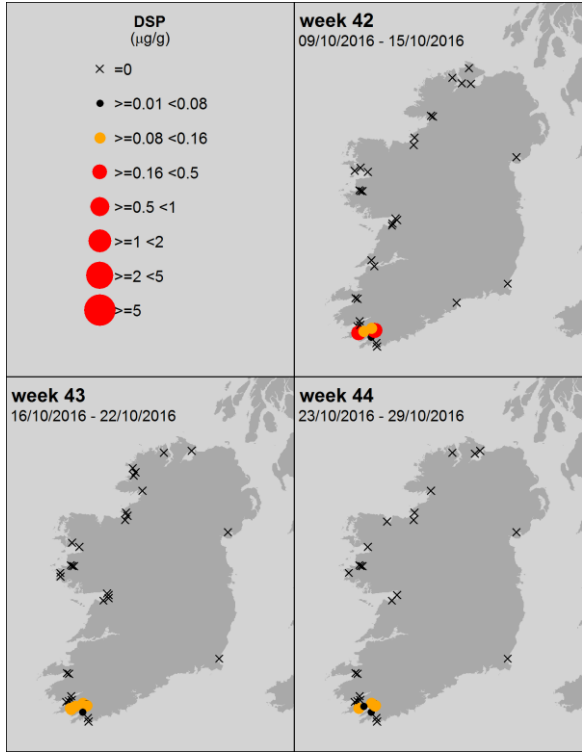 DSP
(µg/g)
=0
>=0.01 <0.08
>=0.08 <0.16
>=0.16 <0.5
>=0.5 <1
>=1 <2
>=2 <5
>=5
week 42
09/10/2016 - 15/10/2016
week 43
16/10/2016 - 22/10/2016
week 44
23/10/2016 - 29/10/2016